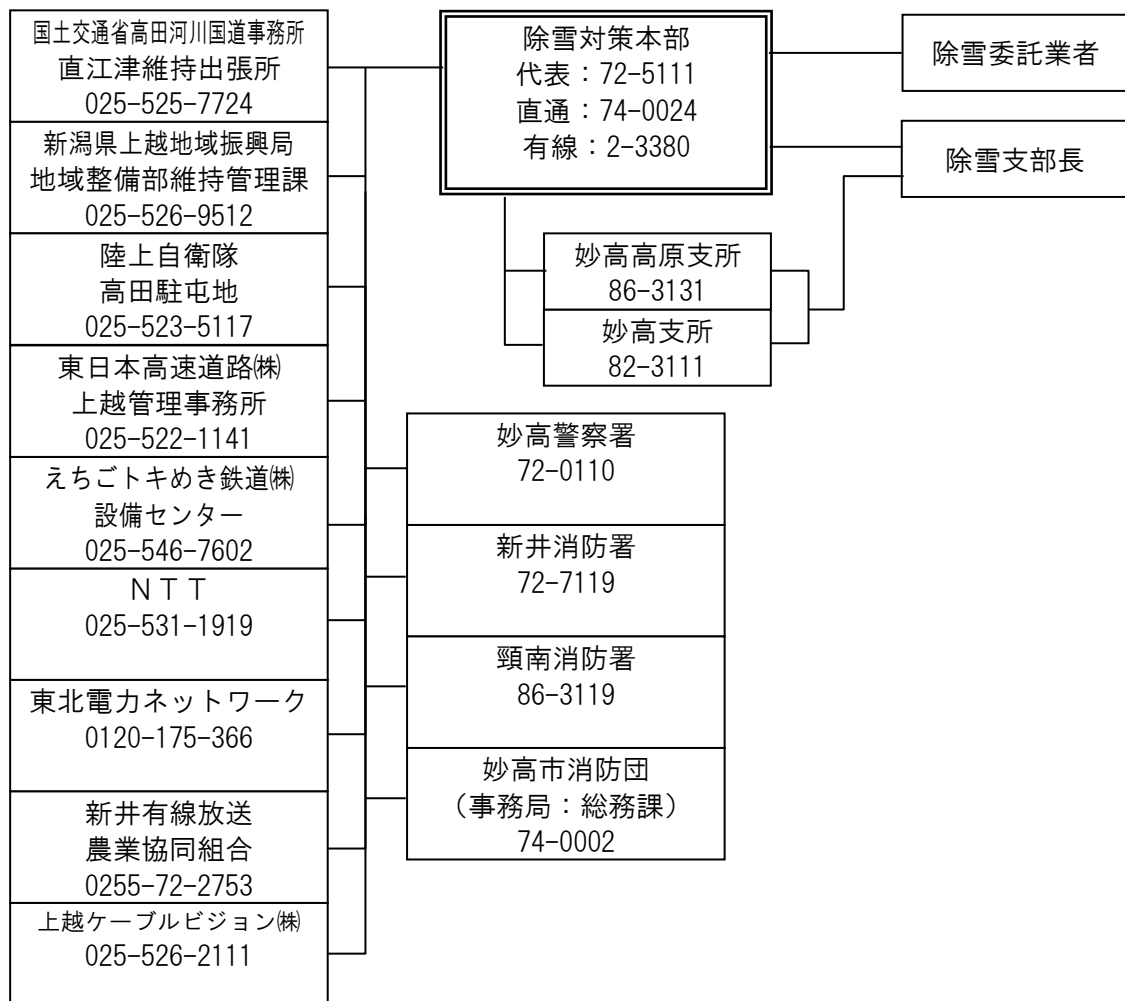 国土交通省高田河川国道事務所
直江津維持出張所
025-525-7724
新潟県上越地域振興局
地域整備部維持管理課
025-526-9512
陸上自衛隊
高田駐屯地
025-523-5117
東日本高速道路㈱
上越管理事務所
025-522-1141
えちごトキめき鉄道㈱
設備センター
025-546-7602
ＮＴＴ
025-531-1919
東北電力ネットワーク
0120-175-366
新井有線放送
農業協同組合
0255-72-2753
上越ケーブルビジョン㈱
025-526-2111
除雪対策本部
代表：72-5111
直通：74-0024
有線：2-3380
妙高高原支所
86-3131
妙高支所
82-3111
妙高警察署
72-0110
新井消防署
72-7119
頸南消防署
86-3119
妙高市消防団
（事務局：総務課）
74-0002
除雪委託業者
除雪支部長